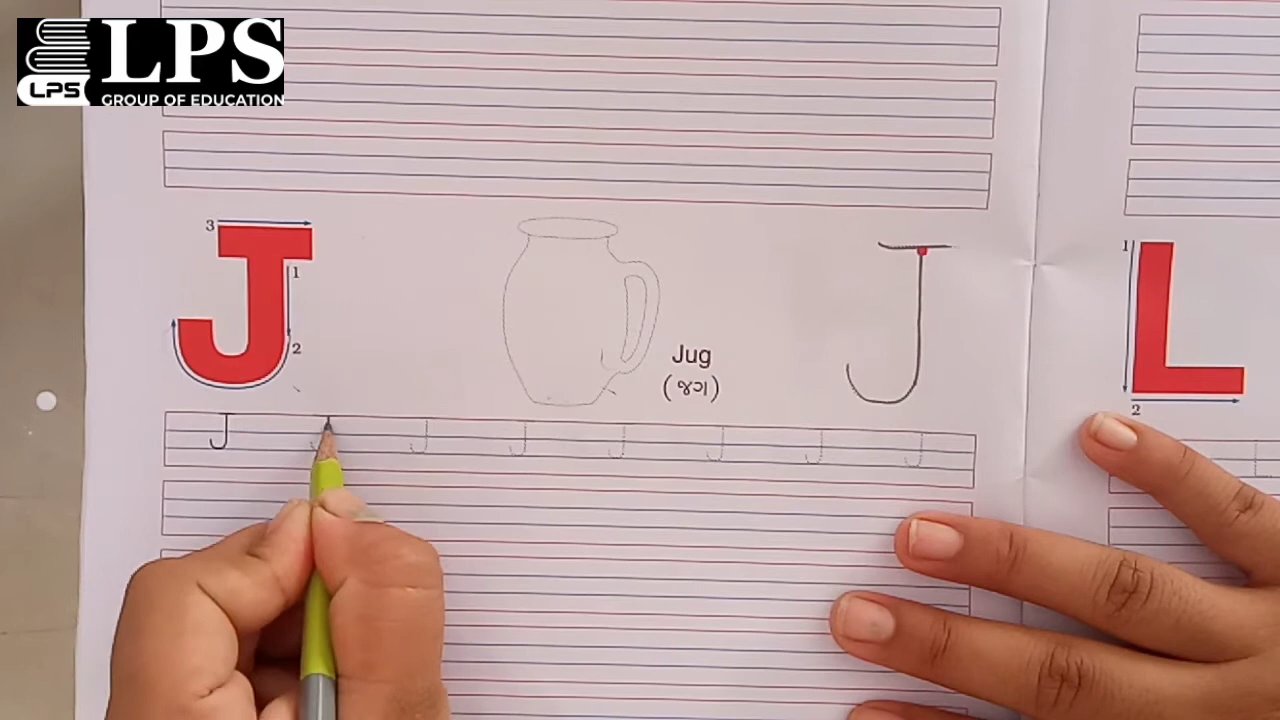 LPS
LPS
GROUP OF EDUCATION
3
J
1
2
Jug
(જગ)
J
1
L
2
J J J J J J J